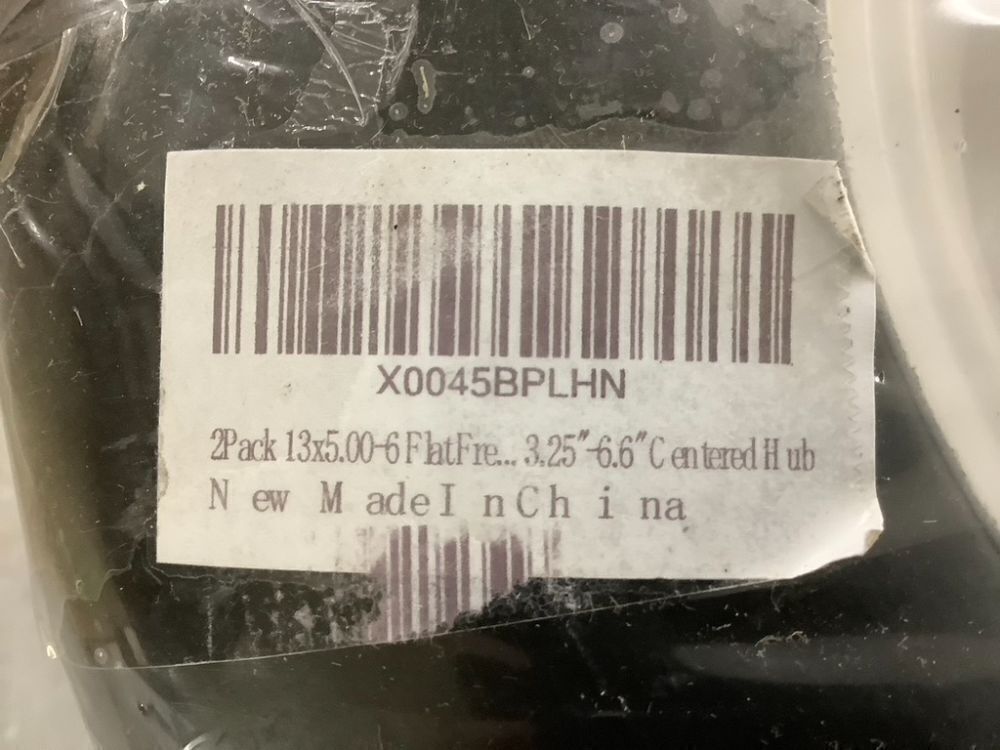 X0045BPLHN
2Pack 13x5.00-6 FlatFre... 3.25"-6.6" Centered Hub
New MadeInChina